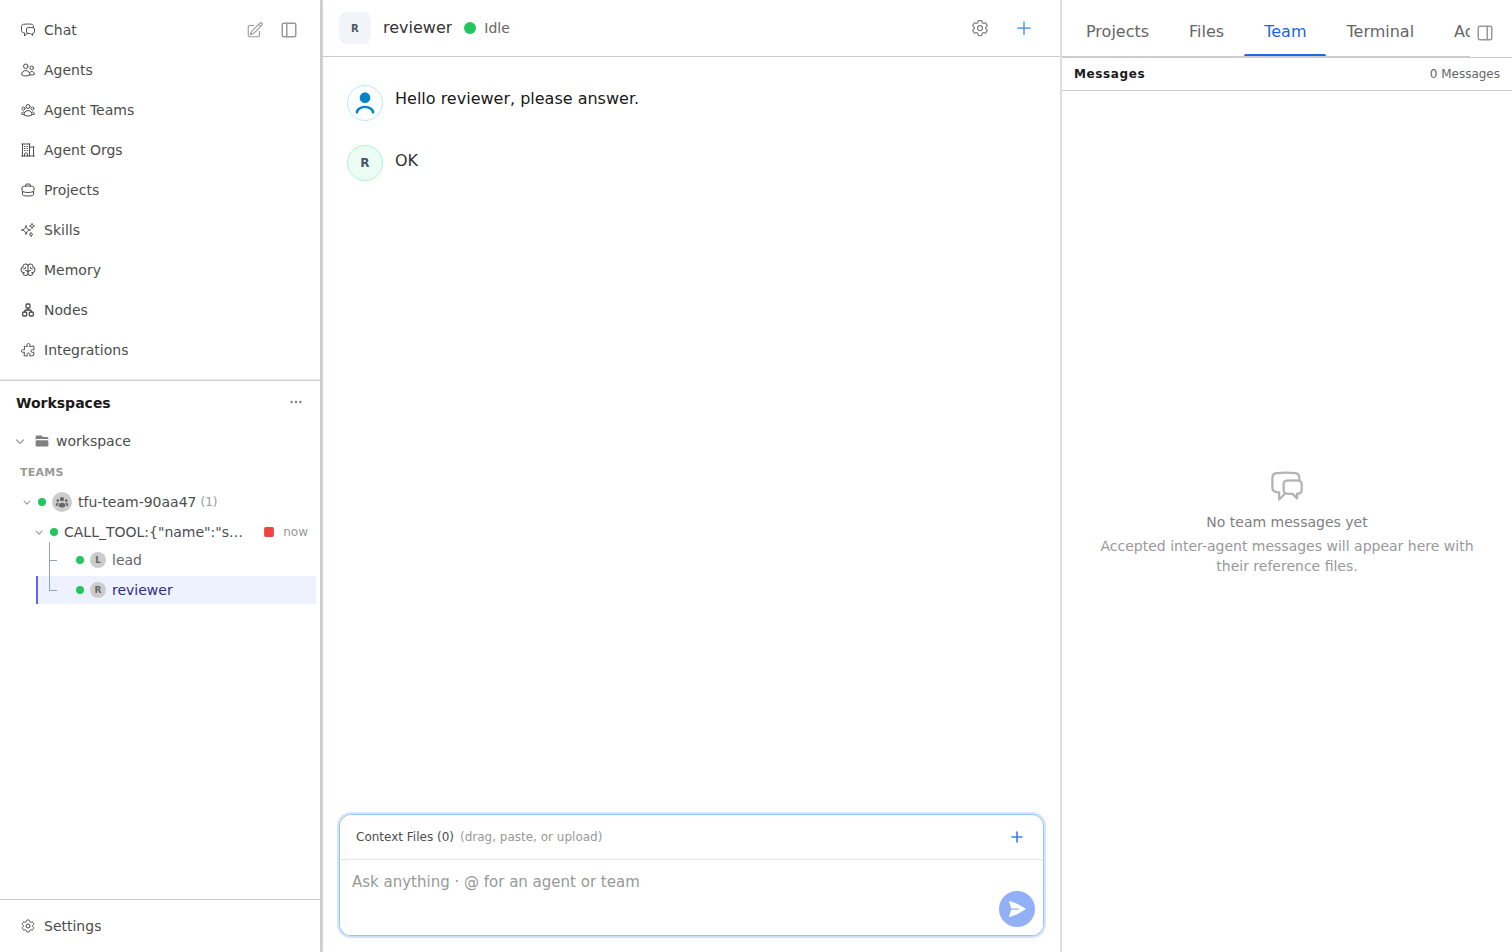 Chat
Agents
Agent Teams
Agent Orgs
Projects
Skills
Memory
Nodes
Integrations
Workspaces
workspace
TEAMS
tfu-team-90aa47 (1)
CALL_TOOL:{"name":"s... now
L lead
R reviewer
Settings
R reviewer Idle
Hello reviewer, please answer.
R OK
Context Files (0) (drag, paste, or upload)
Ask anything · @ for an agent or team
Projects Files Team Terminal Ac
Messages 0 Messages
No team messages yet
Accepted inter-agent messages will appear here with
their reference files.